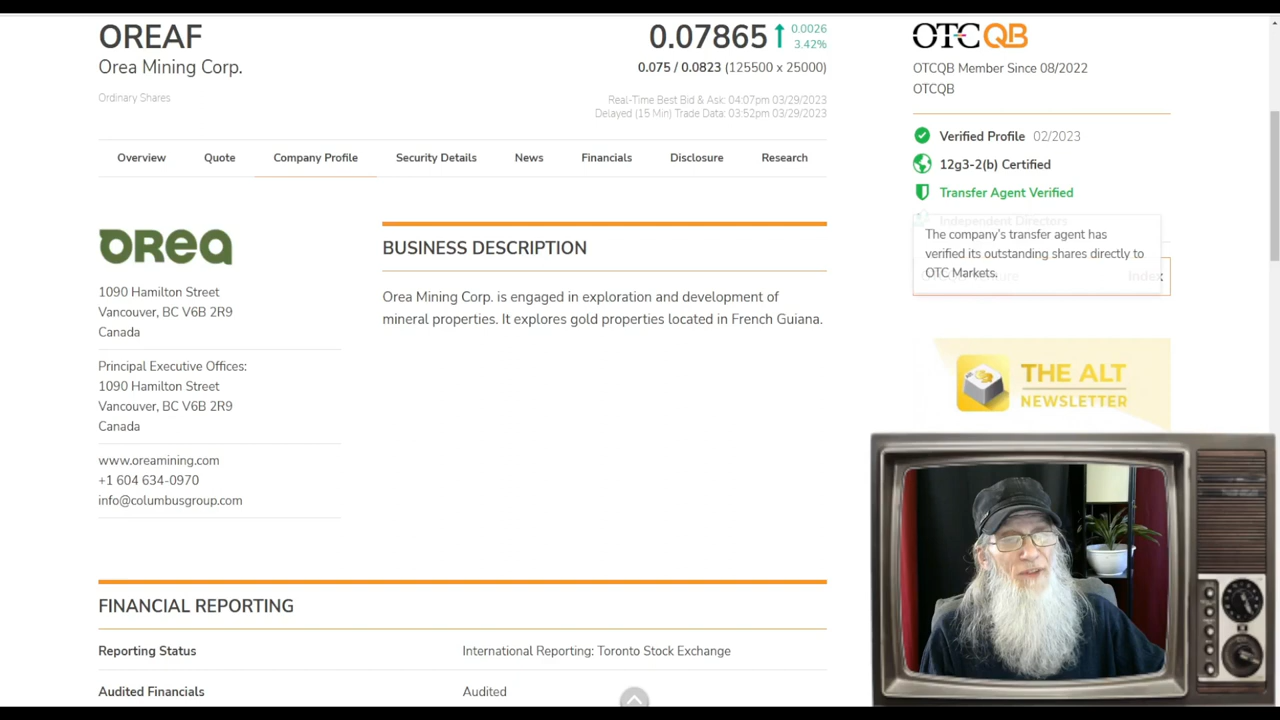 OREAF
Orea Mining Corp.
Ordinary Shares
0.07865
0.0026
3.42%
0.075 / 0.0823 (125500 x 25000)
Real-Time Best Bid & Ask: 04:07pm 03/29/2023
Delayed (15 Min) Trade Data: 03:52pm 03/29/2023
Overview Quote Company Profile Security Details News Financials Disclosure Research
OTCQB
OTCQB Member Since 08/2022
OTCQB
Verified Profile 02/2023
12g3-2(b) Certified
Transfer Agent Verified
Independent Directors
The company's transfer agent has
verified its outstanding shares directly to
OTC Markets.
Index
THE ALT
NEWSLETTER
OREA
1090 Hamilton Street
Vancouver, BC V6B 2R9
Canada
Principal Executive Offices:
1090 Hamilton Street
Vancouver, BC V6B 2R9
Canada
www.oreamining.com
+1 604 634-0970
info@columbusgroup.com
BUSINESS DESCRIPTION
Orea Mining Corp. is engaged in exploration and development of
mineral properties. It explores gold properties located in French Guiana.
FINANCIAL REPORTING
Reporting Status International Reporting: Toronto Stock Exchange
Audited Financials Audited